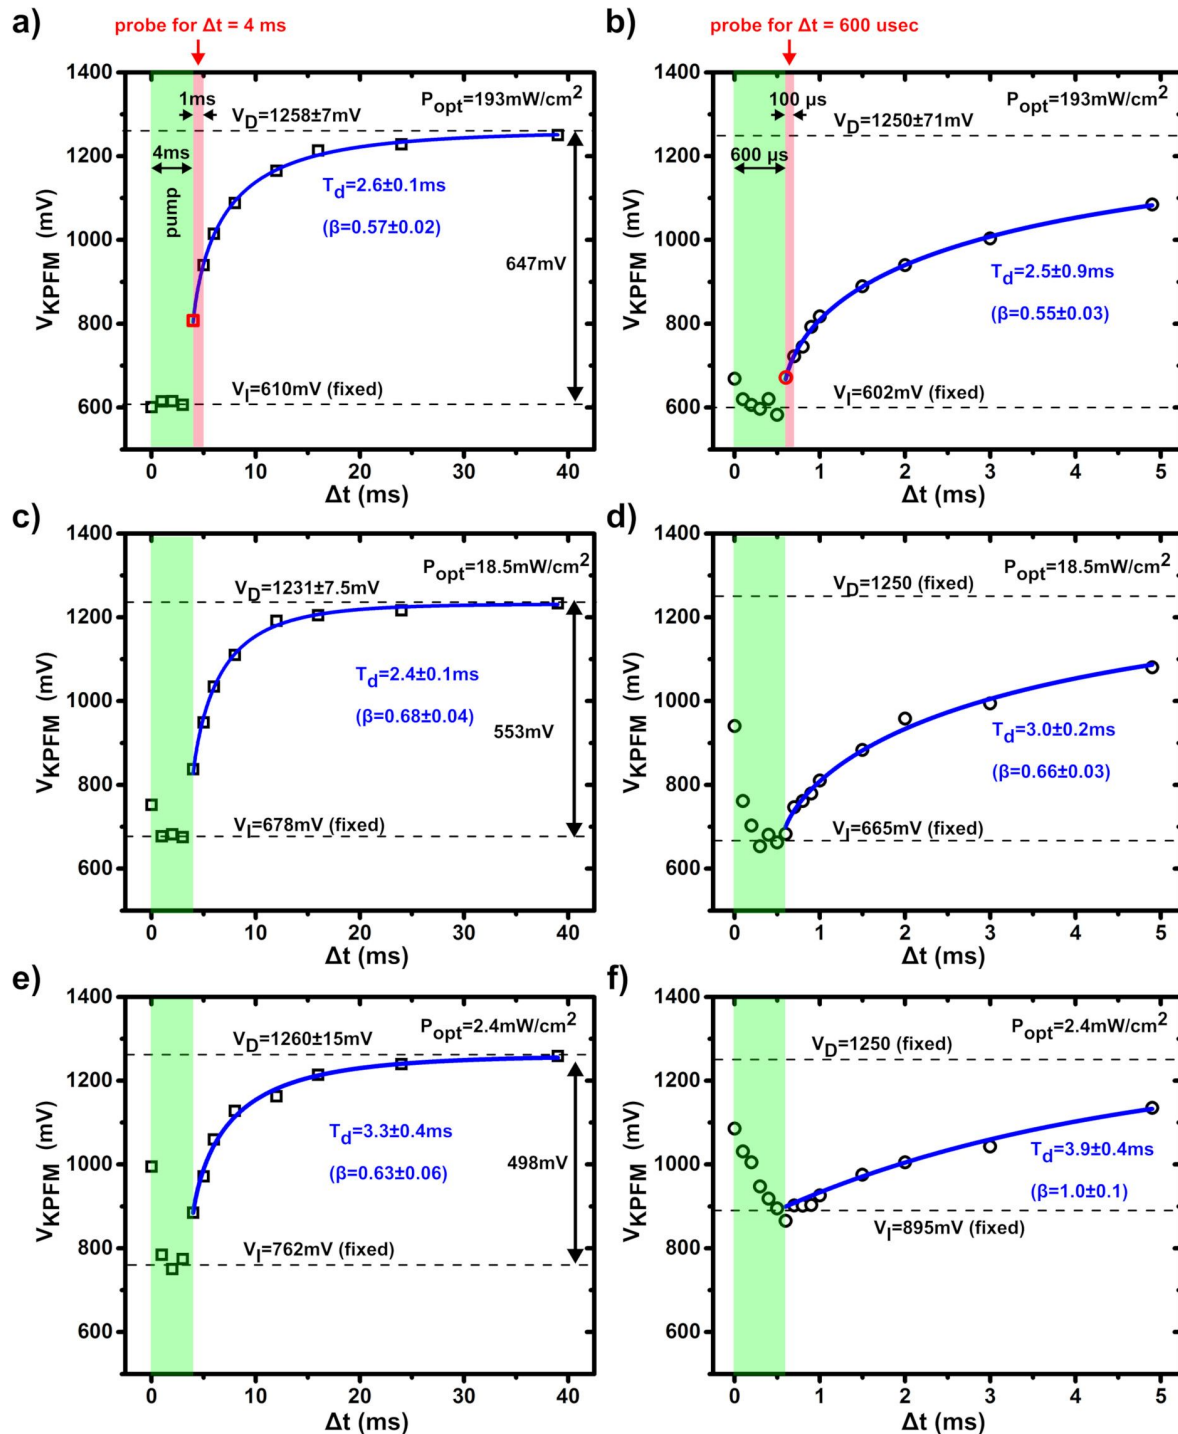 a)
probe for Δt = 4 ms
1400
1200
1000
800
600
V_KPFM (mV)
1ms
P_opt=193mW/cm²
V_D=1258±7mV
4ms
pump
T_d=2.6±0.1ms
(β=0.57±0.02)
647mV
V_I=610mV (fixed)
0 10 20 30 40
Δt (ms)
b)
probe for Δt = 600 usec
1400
1200
1000
800
600
V_KPFM (mV)
100 µs
P_opt=193mW/cm²
V_D=1250±71mV
600 µs
T_d=2.5±0.9ms
(β=0.55±0.03)
V_I=602mV (fixed)
0 1 2 3 4 5
Δt (ms)
c)
1400
1200
1000
800
600
V_KPFM (mV)
P_opt=18.5mW/cm²
V_D=1231±7.5mV
T_d=2.4±0.1ms
(β=0.68±0.04)
553mV
V_I=678mV (fixed)
0 10 20 30 40
Δt (ms)
d)
1400
1200
1000
800
600
V_KPFM (mV)
P_opt=18.5mW/cm²
V_D=1250 (fixed)
T_d=3.0±0.2ms
(β=0.66±0.03)
V_I=665mV (fixed)
0 1 2 3 4 5
Δt (ms)
e)
1400
1200
1000
800
600
V_KPFM (mV)
P_opt=2.4mW/cm²
V_D=1260±15mV
T_d=3.3±0.4ms
(β=0.63±0.06)
498mV
V_I=762mV (fixed)
0 10 20 30 40
Δt (ms)
f)
1400
1200
1000
800
600
V_KPFM (mV)
P_opt=2.4mW/cm²
V_D=1250 (fixed)
T_d=3.9±0.4ms
(β=1.0±0.1)
V_I=895mV (fixed)
0 1 2 3 4 5
Δt (ms)